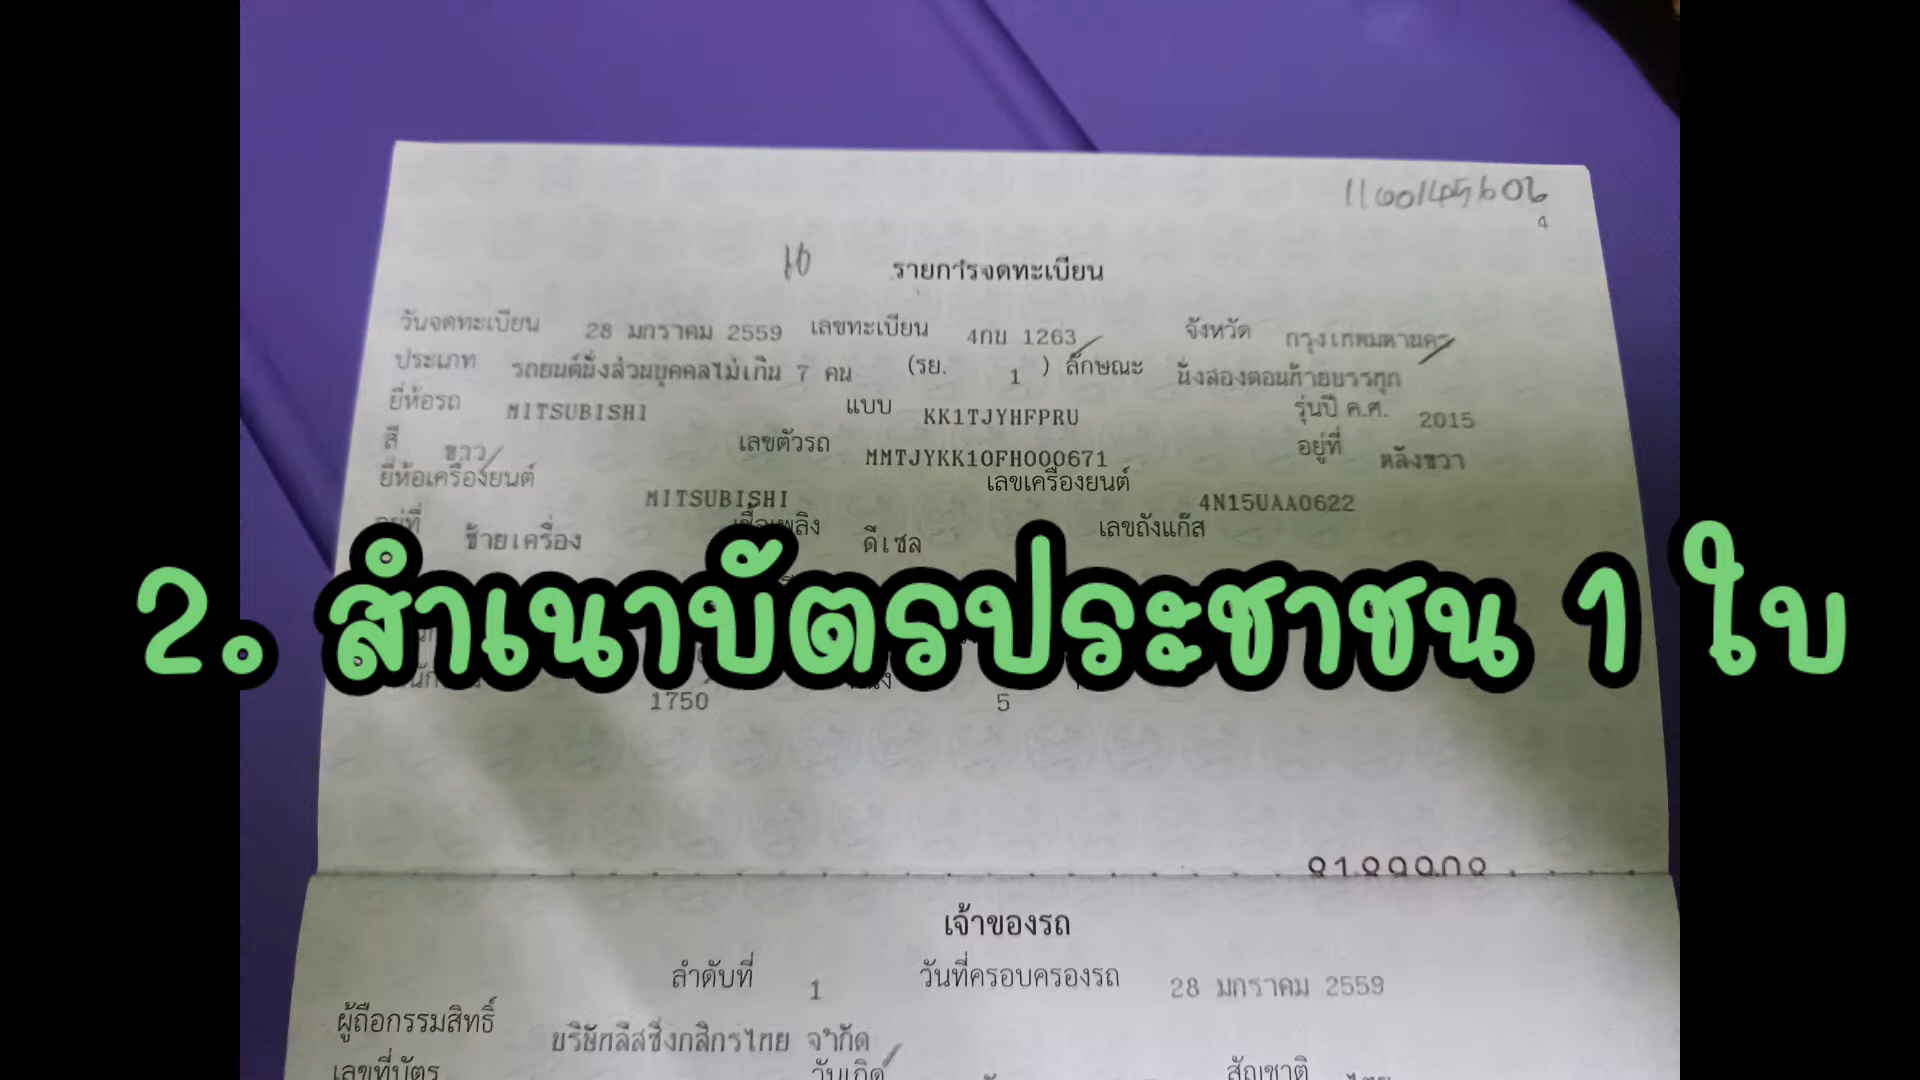 1160145606
4
10 รายการจดทะเบียน
วันจดทะเบียน 28 มกราคม 2559 เลขทะเบียน 4กข 1263 จังหวัด กรุงเทพมหานคร
ประเภท รถยนต์นั่งส่วนบุคคลไม่เกิน 7 คน (รย. 1 ) ลักษณะ นั่งสองตอนท้ายบรรทุก
ยี่ห้อรถ MITSUBISHI แบบ KK1TJYHFPRU รุ่นปี ค.ศ. 2015
สี ขาว เลขตัวรถ MMTJYKK10FH000671 อยู่ที่ หลังขวา
ยี่ห้อเครื่องยนต์ MITSUBISHI เลขเครื่องยนต์ 4N15UAA0622
อยู่ที่ ซ้ายเครื่อง เชื้อเพลิง ดีเซล เลขถังแก๊ส
2. สำเนาบัตรประชาชน 1 ใบ
1750 5
เจ้าของรถ
ลำดับที่ 1 วันที่ครอบครองรถ 28 มกราคม 2559
ผู้ถือกรรมสิทธิ์ บริษัทลีสซิ่งกสิกรไทย จำกัด
เลขที่บัตร วันเกิด สัญชาติ